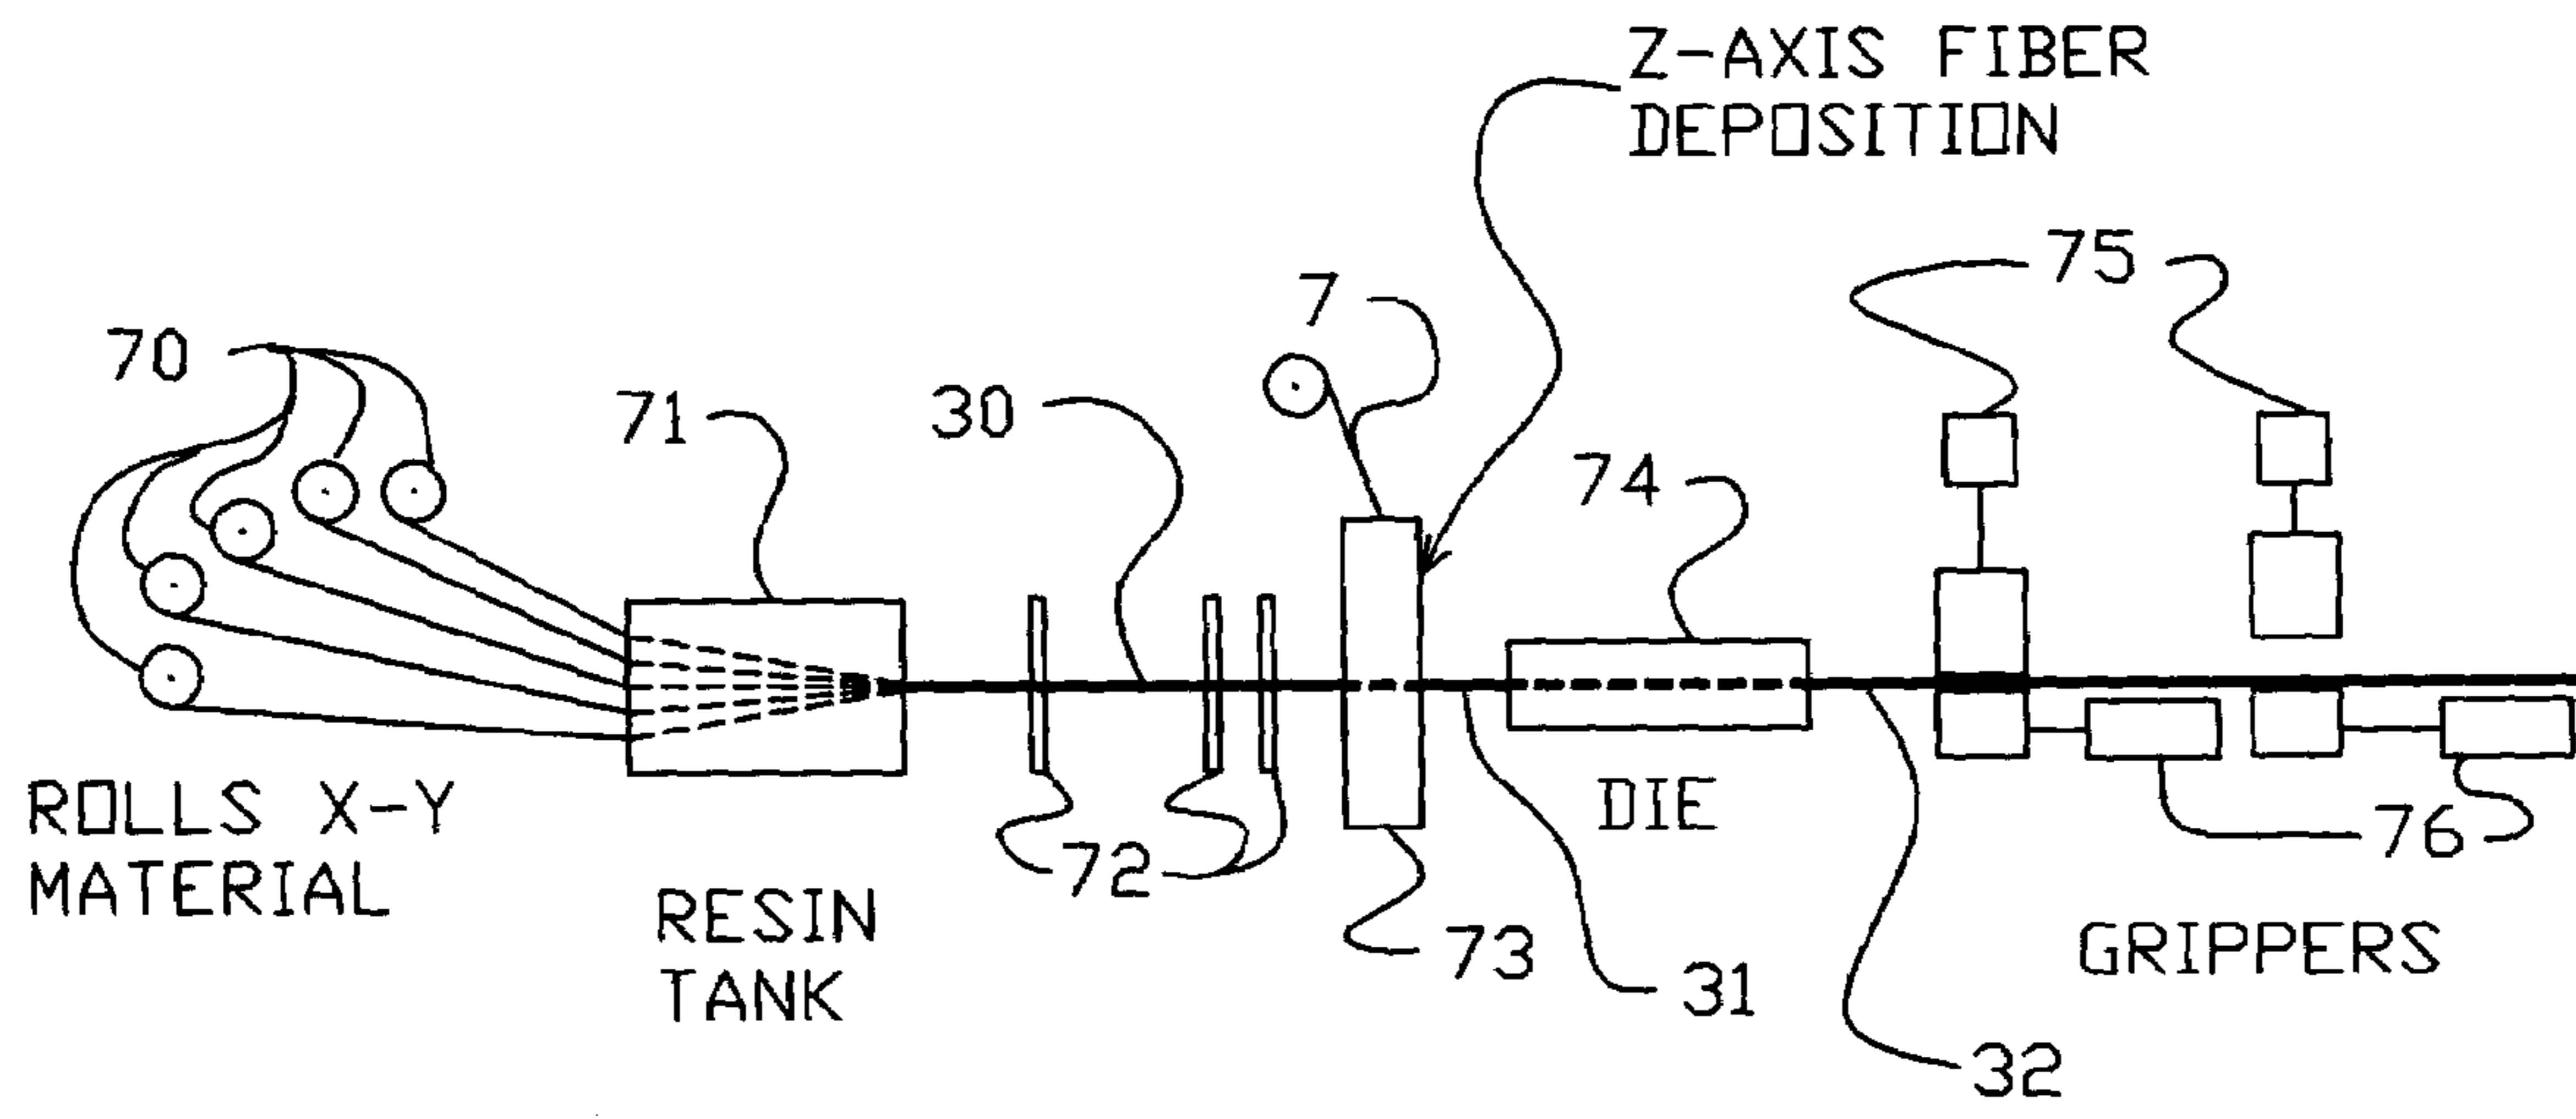 Z-AXIS FIBER
DEPOSITION
75
7
70
71
30
74
DIE
ROLLS X-Y
MATERIAL
72
76
RESIN
TANK
73
31
GRIPPERS
32